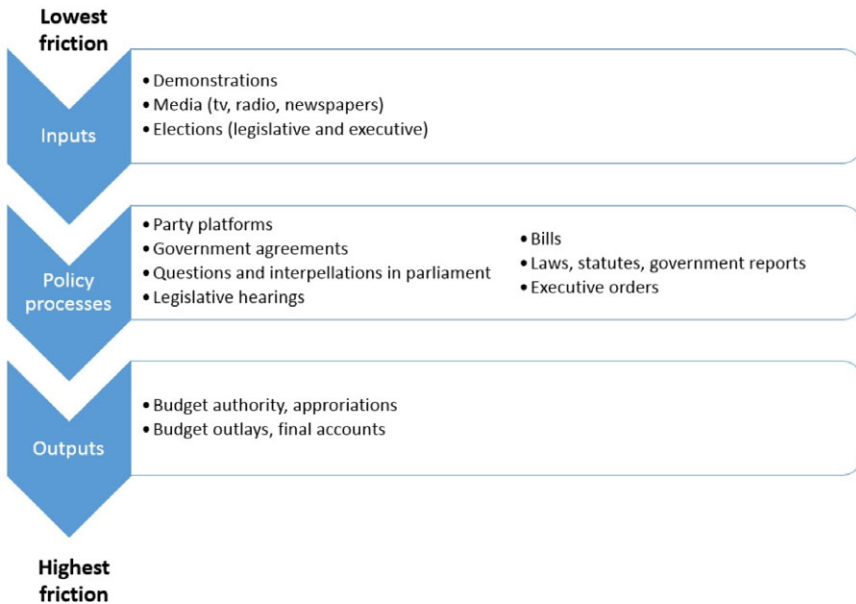 Lowest
friction
Inputs
• Demonstrations
• Media (tv, radio, newspapers)
• Elections (legislative and executive)
Policy
processes
• Party platforms
• Government agreements
• Questions and interpellations in parliament
• Legislative hearings
• Bills
• Laws, statutes, government reports
• Executive orders
Outputs
• Budget authority, approriations
• Budget outlays, final accounts
Highest
friction